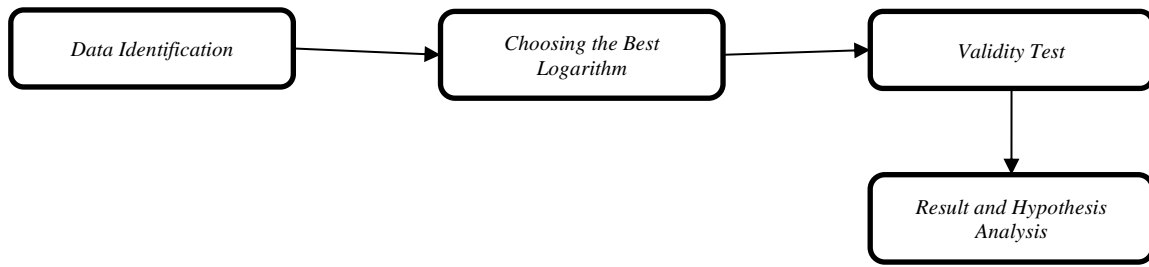 Data Identification
Choosing the Best
Logarithm
Validity Test
Result and Hypothesis
Analysis